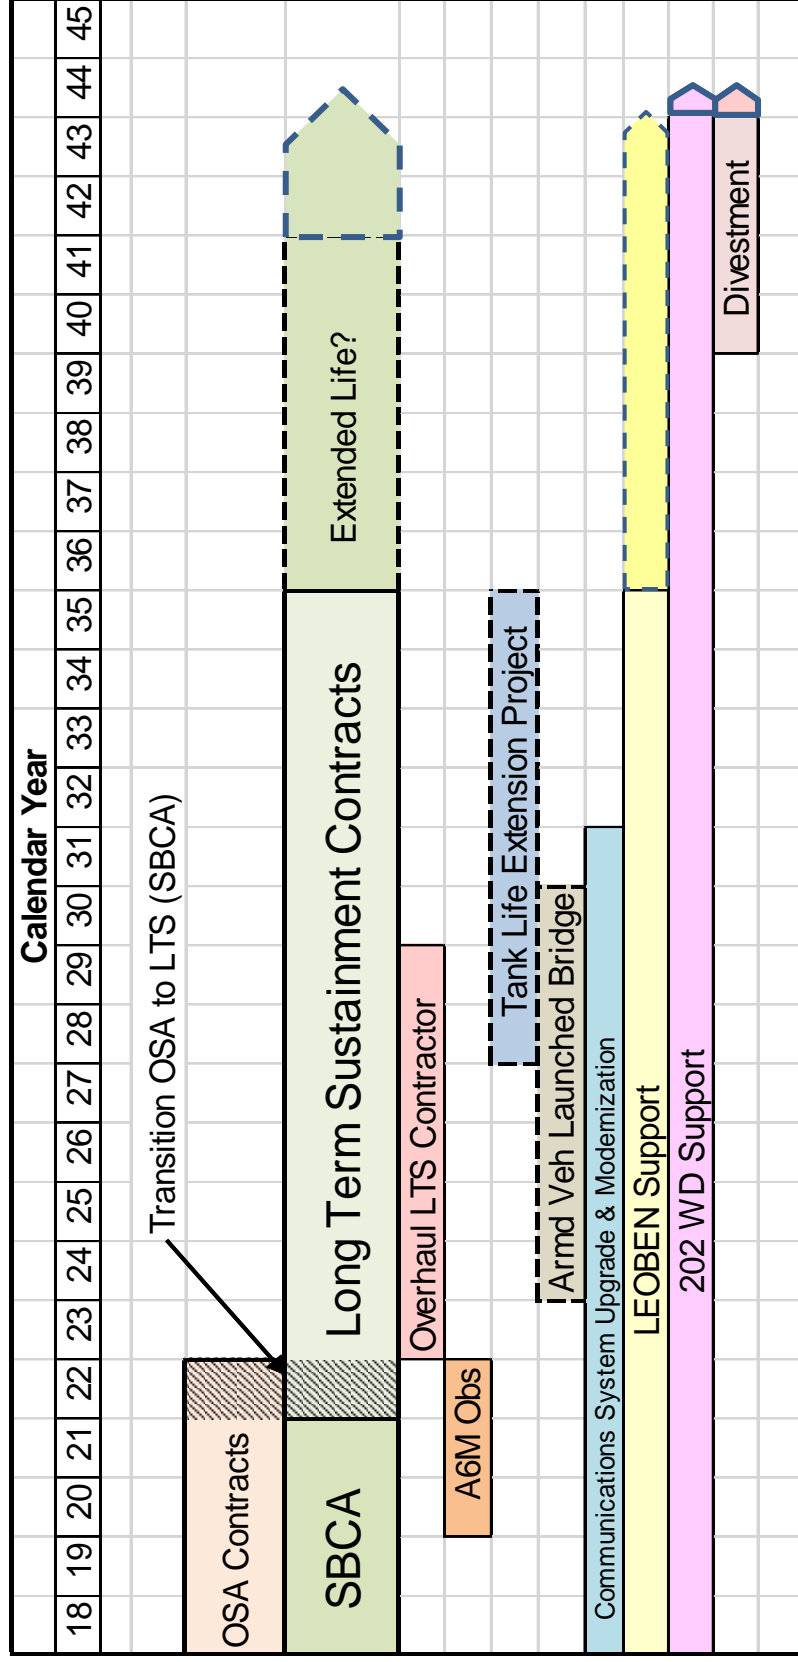 Calendar Year
18 19 20 21 22 23 24 25 26 27 28 29 30 31 32 33 34 35 36 37 38 39 40 41 42 43 44 45
Transition OSA to LTS (SBCA)
OSA Contracts
SBCA
Long Term Sustainment Contracts
Extended Life?
Overhaul LTS Contractor
A6M Obs
Tank Life Extension Project
Armd Veh Launched Bridge
Communications System Upgrade & Modernization
LEOBEN Support
202 WD Support
Divestment